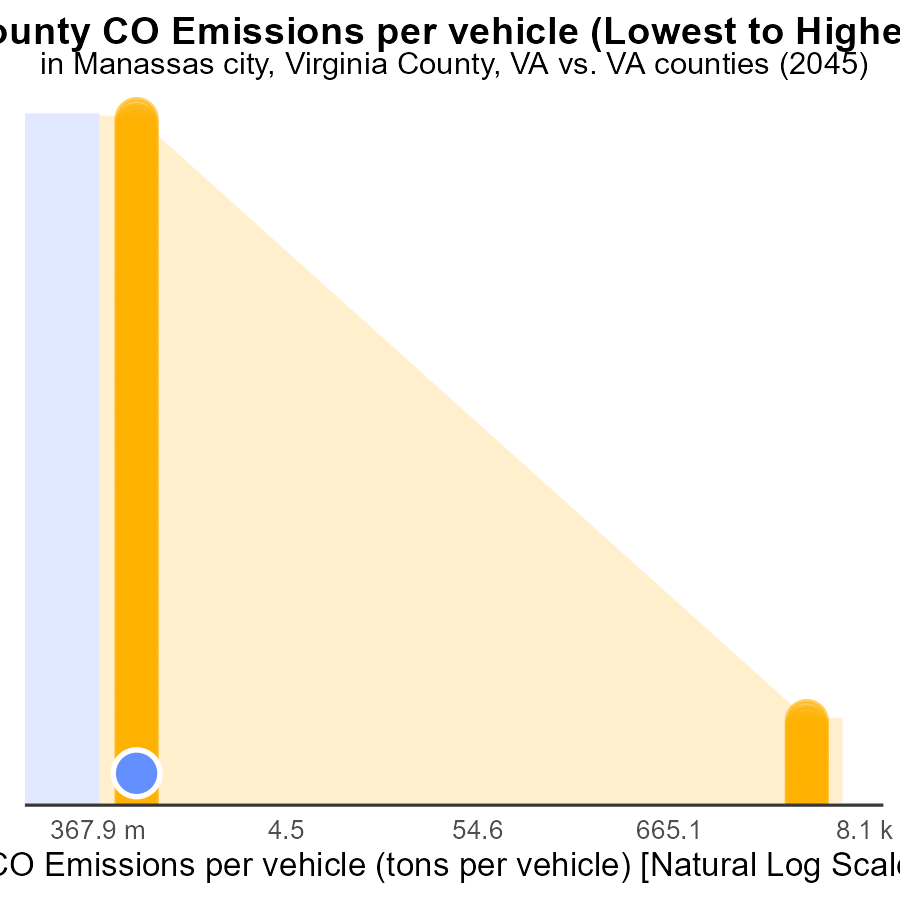 ounty CO Emissions per vehicle (Lowest to Highe
in Manassas city, Virginia County, VA vs. VA counties (2045)
367.9 m 4.5 54.6 665.1 8.1 k
CO Emissions per vehicle (tons per vehicle) [Natural Log Scale